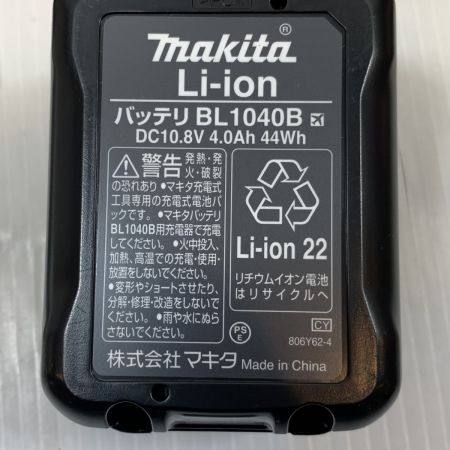 makita®
Li-ion
バッテリ BL1040B
DC10.8V 4.0Ah 44Wh
⚠警告 発熱・発
火・破裂
の恐れあり ●マキタ充電式
工具専用の充電式電池パ
ックです。●マキタバッテリ
BL1040B用充電器で充電
してください。●火中投入、
加熱、高温での充電・使用・
放置をしないでください。
●変形やショートさせたり、
分解・修理・改造をしないで
ください。●雨や水にぬら
さないでください。
Li-ion 22
リチウムイオン電池
はリサイクルへ
PS
E
CY
806Y62-4
株式会社マキタ Made in China